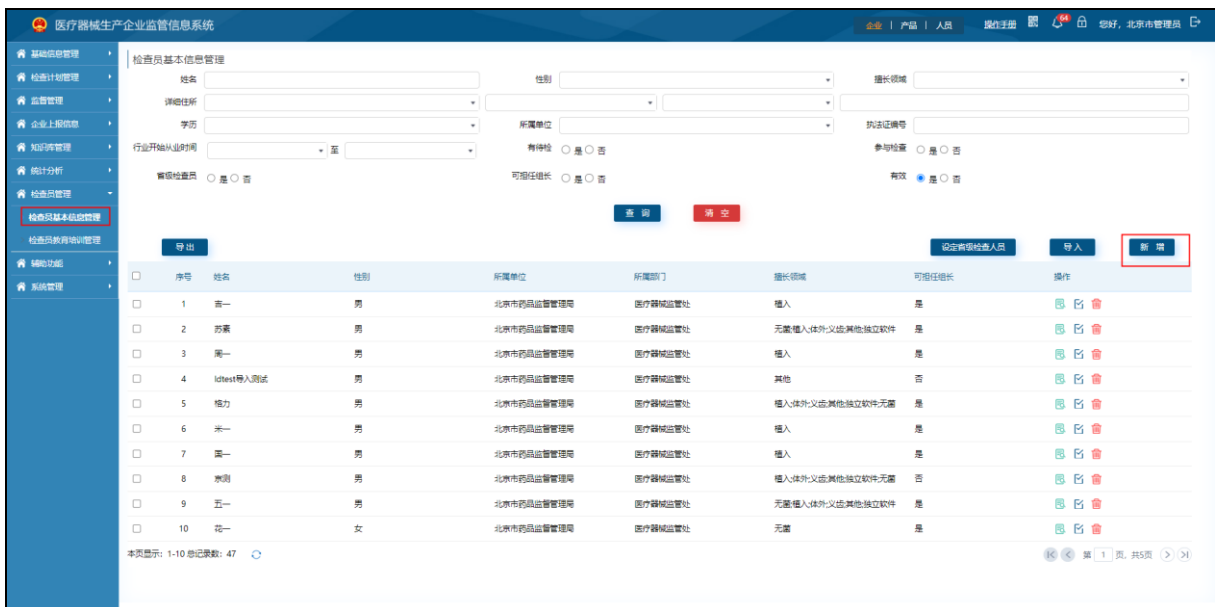 医疗器械生产企业监管信息系统
企业 | 产品 | 人员 操作手册 64 您好，北京市管理员
基础信息管理
检查计划管理
监督管理
企业上报信息
知识库管理
统计分析
检查员管理
检查员基本信息管理
检查员教育培训管理
辅助功能
系统管理
检查员基本信息管理
姓名 性别 擅长领域
详细住所
学历 所属单位 执法证编号
行业开始从业时间 至 有待检 是 否 参与检查 是 否
省级检查员 是 否 可担任组长 是 否 有效 是 否
查 询 清 空
导出 设定省级检查人员 导入 新 增
序号 姓名 性别 所属单位 所属部门 擅长领域 可担任组长 操作
1 吉一 男 北京市药品监督管理局 医疗器械监管处 植入 是
2 苏素 男 北京市药品监督管理局 医疗器械监管处 无菌;植入;体外;义齿;其他;独立软件 是
3 周一 男 北京市药品监督管理局 医疗器械监管处 植入 是
4 ldtest导入测试 男 北京市药品监督管理局 医疗器械监管处 其他 否
5 格力 男 北京市药品监督管理局 医疗器械监管处 植入;体外;义齿;其他;独立软件;无菌 是
6 米一 男 北京市药品监督管理局 医疗器械监管处 植入 是
7 国一 男 北京市药品监督管理局 医疗器械监管处 植入 是
8 京测 男 北京市药品监督管理局 医疗器械监管处 植入;体外;义齿;其他;独立软件;无菌 否
9 五一 男 北京市药品监督管理局 医疗器械监管处 无菌;植入;体外;义齿;其他;独立软件 是
10 花一 女 北京市药品监督管理局 医疗器械监管处 无菌 是
本页显示：1-10 总记录数：47 第 1 页, 共5页